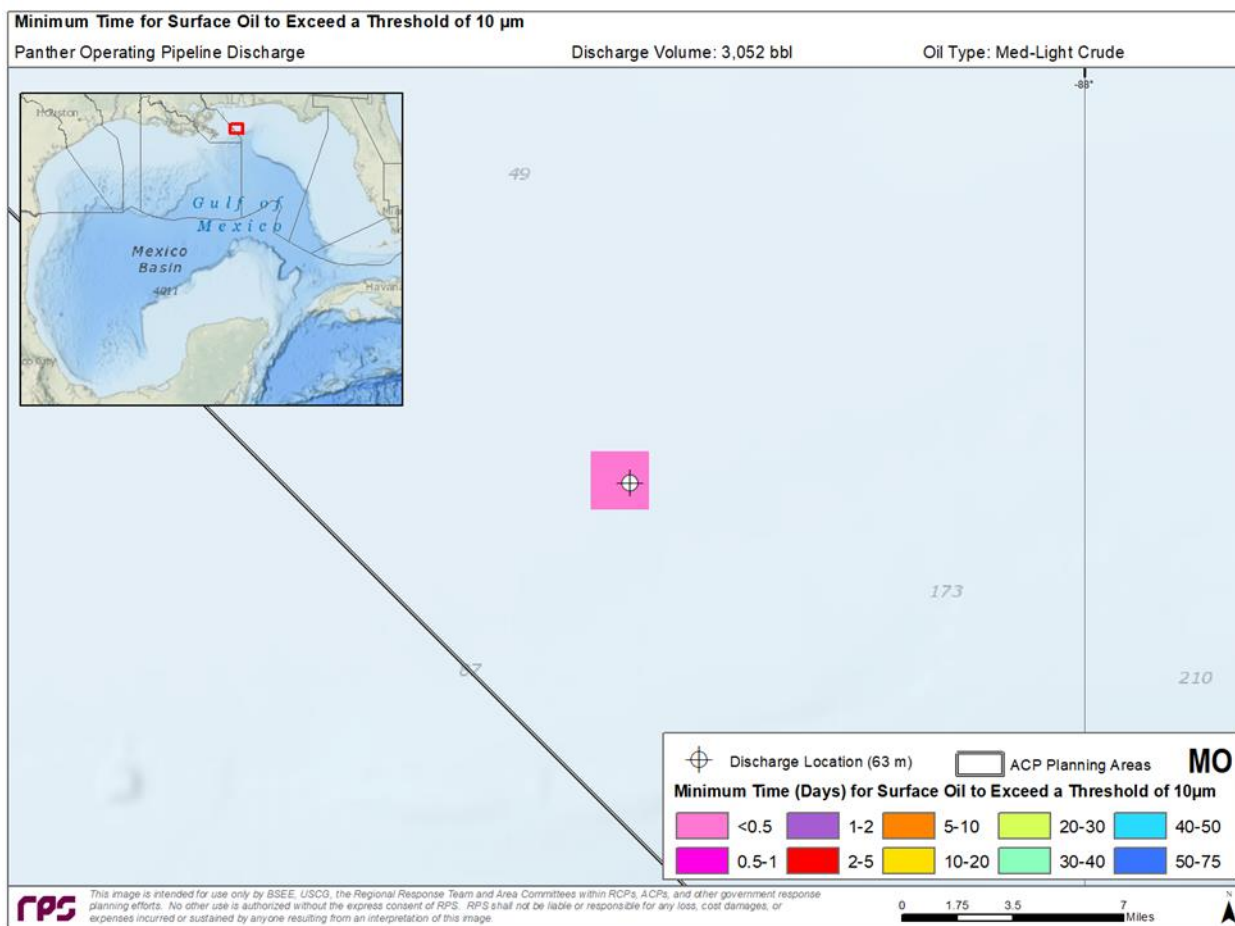 Minimum Time for Surface Oil to Exceed a Threshold of 10 µm
Panther Operating Pipeline Discharge Discharge Volume: 3,052 bbl Oil Type: Med-Light Crude
-88°
Houston
49
Gulf of
Mexico
Mexico
Basin
Havana
173
87
210
Discharge Location (63 m) ACP Planning Areas MO
Minimum Time (Days) for Surface Oil to Exceed a Threshold of 10µm
<0.5 1-2 5-10 20-30 40-50
0.5-1 2-5 10-20 30-40 50-75
rps
This image is intended for use only by BSEE, USCG, the Regional Response Team and Area Committees within RCPs, ACPs, and other government response
planning efforts. No other use is authorized without the express consent of RPS. RPS shall not be liable or responsible for any loss, cost damages, or
expenses incurred or sustained by anyone resulting from an interpretation of this image.
0 1.75 3.5 7
Miles
N